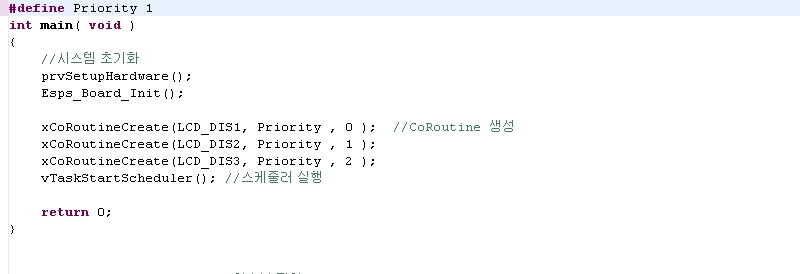 #define Priority 1
int main( void )
{
//시스템 초기화
prvSetupHardware();
Esps_Board_Init();
xCoRoutineCreate(LCD_DIS1, Priority , 0 ); //CoRoutine 생성
xCoRoutineCreate(LCD_DIS2, Priority , 1 );
xCoRoutineCreate(LCD_DIS3, Priority , 2 );
vTaskStartScheduler(); //스케줄러 실행
return 0;
}